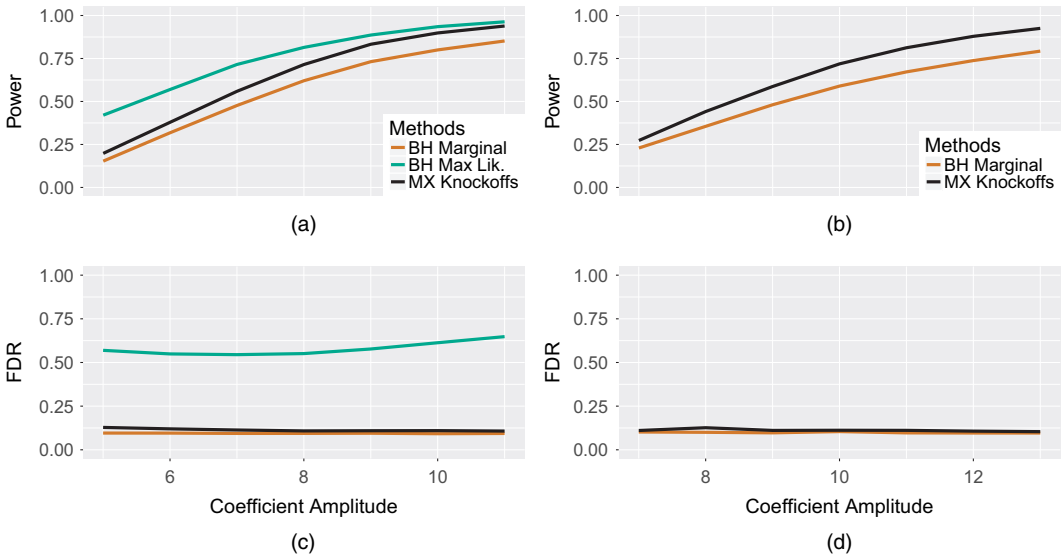 1.00
0.75
0.50
0.25
0.00
Power
Methods
BH Marginal
BH Max Lik.
MX Knockoffs
(a)
1.00
0.75
0.50
0.25
0.00
Power
Methods
BH Marginal
MX Knockoffs
(b)
1.00
0.75
0.50
0.25
0.00
FDR
6 8 10
Coefficient Amplitude
(c)
1.00
0.75
0.50
0.25
0.00
FDR
8 10 12
Coefficient Amplitude
(d)